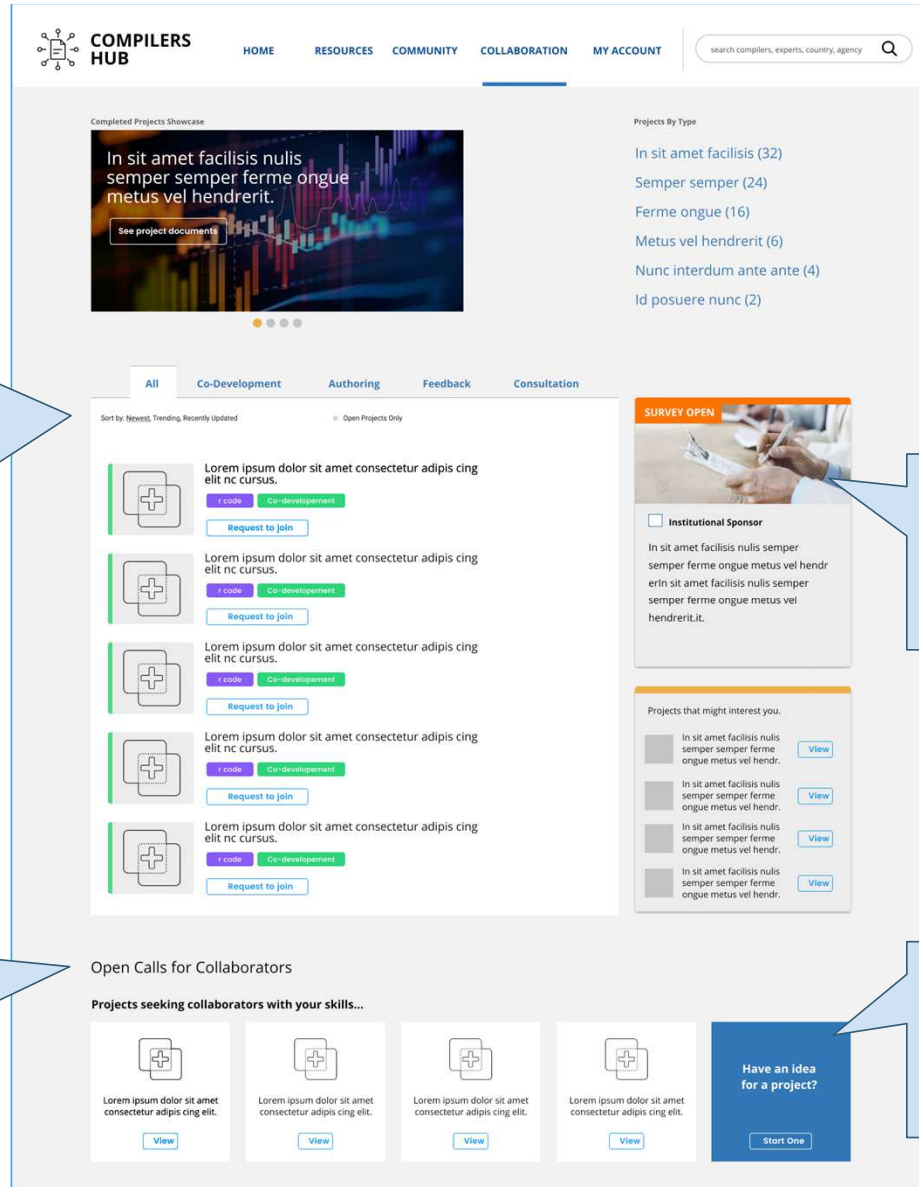 COMPILERS
HUB
HOME RESOURCES COMMUNITY COLLABORATION MY ACCOUNT
search compilers, experts, country, agency
Completed Projects Showcase
In sit amet facilisis nulis
semper semper ferme ongue
metus vel hendrerit.
See project documents
Projects By Type
In sit amet facilisis (32)
Semper semper (24)
Ferme ongue (16)
Metus vel hendrerit (6)
Nunc interdum ante ante (4)
Id posuere nunc (2)
All Co-Development Authoring Feedback Consultation
Sort by: Newest, Trending, Recently Updated Open Projects Only
Lorem ipsum dolor sit amet consectetur adipis cing
elit nc cursus.
r code Co-developement
Request to join
Lorem ipsum dolor sit amet consectetur adipis cing
elit nc cursus.
r code Co-developement
Request to join
Lorem ipsum dolor sit amet consectetur adipis cing
elit nc cursus.
r code Co-developement
Request to join
Lorem ipsum dolor sit amet consectetur adipis cing
elit nc cursus.
r code Co-developement
Request to join
Lorem ipsum dolor sit amet consectetur adipis cing
elit nc cursus.
r code Co-developement
Request to join
SURVEY OPEN
Institutional Sponsor
In sit amet facilisis nulis semper
semper ferme ongue metus vel hendr
erIn sit amet facilisis nulis semper
semper ferme ongue metus vel
hendrerit.it.
Projects that might interest you.
In sit amet facilisis nulis
semper semper ferme
ongue metus vel hendr.
View
In sit amet facilisis nulis
semper semper ferme
ongue metus vel hendr.
View
In sit amet facilisis nulis
semper semper ferme
ongue metus vel hendr.
View
In sit amet facilisis nulis
semper semper ferme
ongue metus vel hendr.
View
Open Calls for Collaborators
Projects seeking collaborators with your skills...
Lorem ipsum dolor sit amet
consectetur adipis cing elit.
View
Lorem ipsum dolor sit amet
consectetur adipis cing elit.
View
Lorem ipsum dolor sit amet
consectetur adipis cing elit.
View
Lorem ipsum dolor sit amet
consectetur adipis cing elit.
View
Have an idea
for a project?
Start One